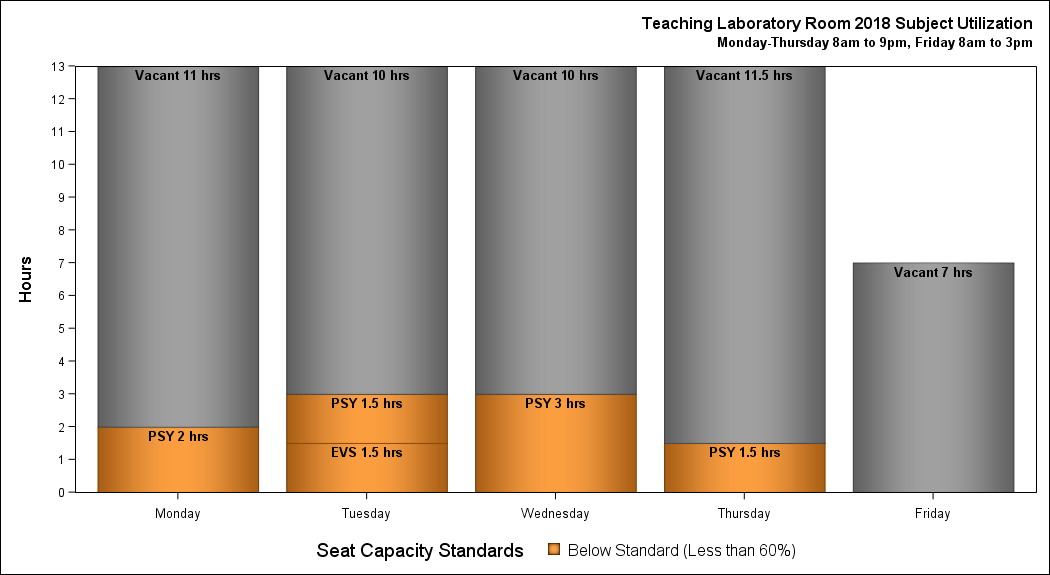 Teaching Laboratory Room 2018 Subject Utilization
Monday-Thursday 8am to 9pm, Friday 8am to 3pm
Hours
13
12
11
10
9
8
7
6
5
4
3
2
1
0
Vacant 11 hrs
PSY 2 hrs
Vacant 10 hrs
PSY 1.5 hrs
EVS 1.5 hrs
Vacant 10 hrs
PSY 3 hrs
Vacant 11.5 hrs
PSY 1.5 hrs
Vacant 7 hrs
Monday
Tuesday
Wednesday
Thursday
Friday
Seat Capacity Standards
Below Standard (Less than 60%)